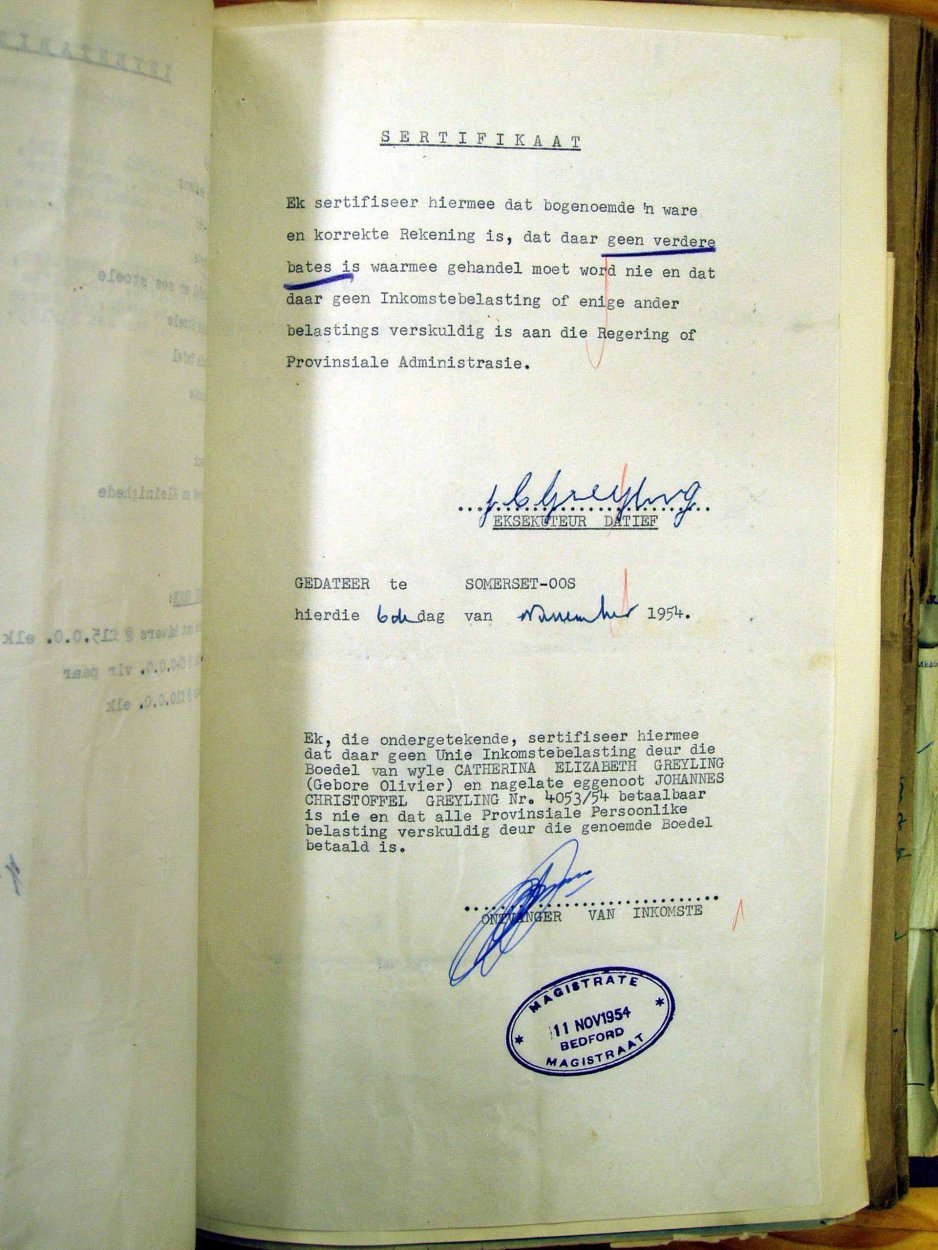 S E R T I F I K A A T
Ek sertifiseer hiermee dat bogenoemde 'n ware
en korrekte Rekening is, dat daar geen verdere
bates is waarmee gehandel moet word nie en dat
daar geen Inkomstebelasting of enige ander
belastings verskuldig is aan die Regering of
Provinsiale Administrasie.
J C Greyling
EKSEKUTEUR DATIEF
GEDATEER te SOMERSET-OOS
hierdie 6de dag van November 1954.
Ek, die ondergetekende, sertifiseer hiermee
dat daar geen Unie Inkomstebelasting deur die
Boedel van wyle CATHERINA ELIZABETH GREYLING
(Gebore Olivier) en nagelate eggenoot JOHANNES
CHRISTOFFEL GREYLING Nr. 4053/54 betaalbaar
is nie en dat alle Provinsiale Persoonlike
belasting verskuldig deur die genoemde Boedel
betaald is.
ONTVANGER VAN INKOMSTE
MAGISTRATE
11 NOV 1954
BEDFORD
MAGISTRAAT